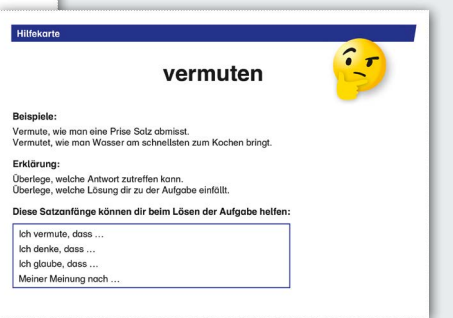 Hilfekarte
vermuten
Beispiele:
Vermute, wie man eine Prise Salz abmisst.
Vermutet, wie man Wasser am schnellsten zum Kochen bringt.
Erklärung:
Überlege, welche Antwort zutreffen kann.
Überlege, welche Lösung dir zu der Aufgabe einfällt.
Diese Satzanfänge können dir beim Lösen der Aufgabe helfen:
Ich vermute, dass …
Ich denke, dass …
Ich glaube, dass …
Meiner Meinung nach …